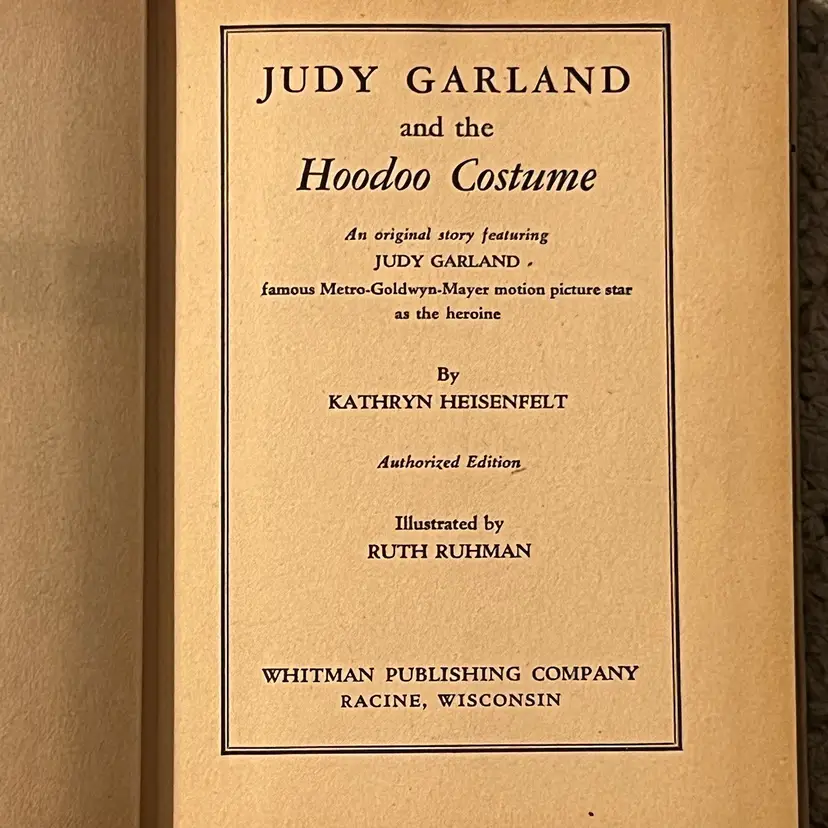 JUDY GARLAND
and the
Hoodoo Costume
An original story featuring
JUDY GARLAND
famous Metro-Goldwyn-Mayer motion picture star
as the heroine
By
KATHRYN HEISENFELT
Authorized Edition
Illustrated by
RUTH RUHMAN
WHITMAN PUBLISHING COMPANY
RACINE, WISCONSIN